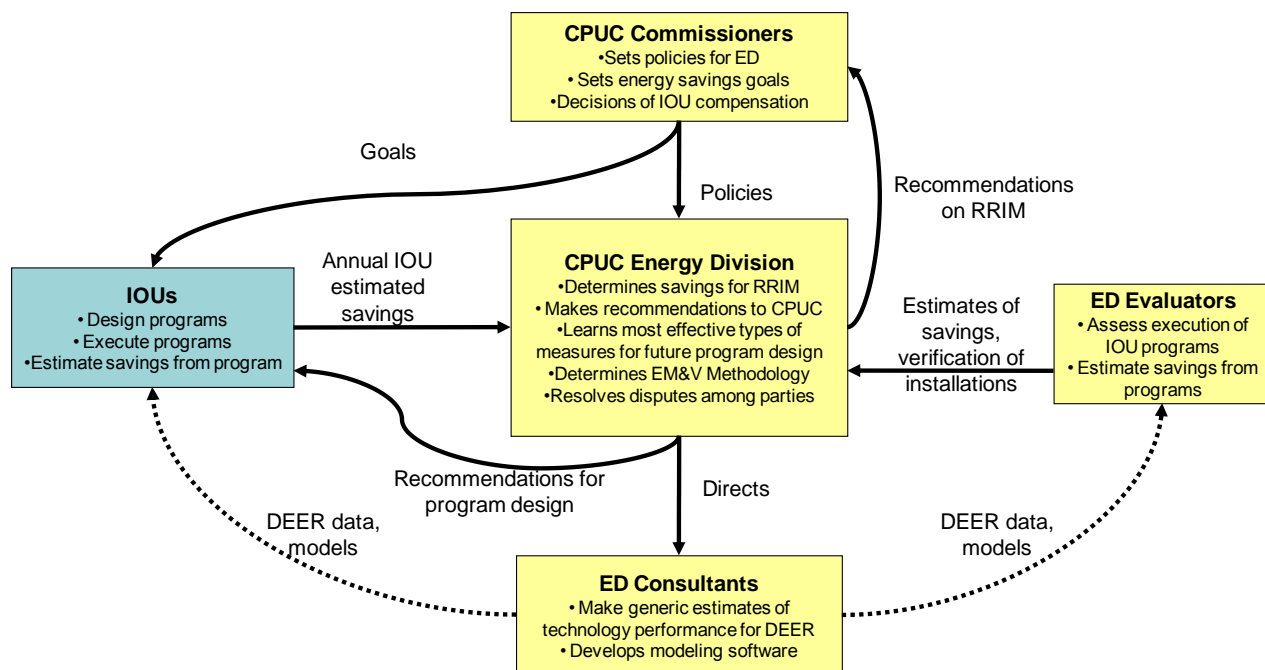 CPUC Commissioners
•Sets policies for ED
• Sets energy savings goals
•Decisions of IOU compensation
Goals
Policies
Recommendations
on RRIM
Annual IOU
estimated
savings
IOUs
• Design programs
• Execute programs
•Estimate savings from program
CPUC Energy Division
•Determines savings for RRIM
•Makes recommendations to CPUC
•Learns most effective types of
measures for future program design
•Determines EM&V Methodology
•Resolves disputes among parties
Estimates of
savings,
verification of
installations
ED Evaluators
• Assess execution of
IOU programs
• Estimate savings from
programs
Recommendations for
program design
Directs
DEER data,
models
DEER data,
models
ED Consultants
• Make generic estimates of
technology performance for DEER
• Develops modeling software